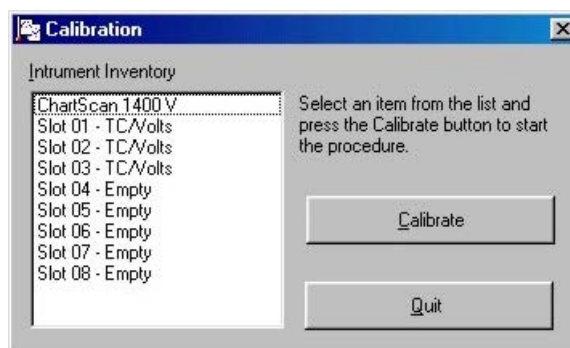 Calibration
Intrument Inventory
ChartScan 1400 V
Slot 01 - TC/Volts
Slot 02 - TC/Volts
Slot 03 - TC/Volts
Slot 04 - Empty
Slot 05 - Empty
Slot 06 - Empty
Slot 07 - Empty
Slot 08 - Empty
Select an item from the list and
press the Calibrate button to start
the procedure.
Calibrate
Quit